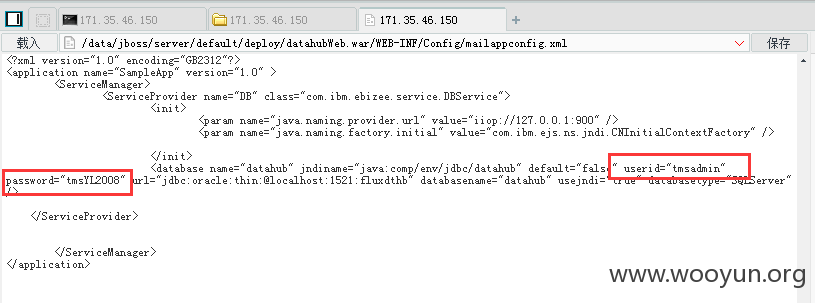 171.35.46.150
171.35.46.150
171.35.46.150
载入
/data/jboss/server/default/deploy/datahubWeb.war/WEB-INF/Config/mailappconfig.xml
保存
<?xml version="1.0" encoding="GB2312"?>
<application name="SampleApp" version="1.0" >
<ServiceManager>
<ServiceProvider name="DB" class="com.ibm.ebizee.service.DBService">
<init>
<param name="java.naming.provider.url" value="iiop://127.0.0.1:900" />
<param name="java.naming.factory.initial" value="com.ibm.ejs.ns.jndi.CNInitialContextFactory" />
</init>
<database name="datahub" jndiname="java:comp/env/jdbc/datahub" default="false" userid="tmsadmin"
password="tmsYL2008" url="jdbc:oracle:thin:@localhost:1521:fluxdthb" databasename="datahub" usejndi="true" databasetype="SQLServer"
/>
</ServiceProvider>
</ServiceManager>
</application>
www.wooyun.org